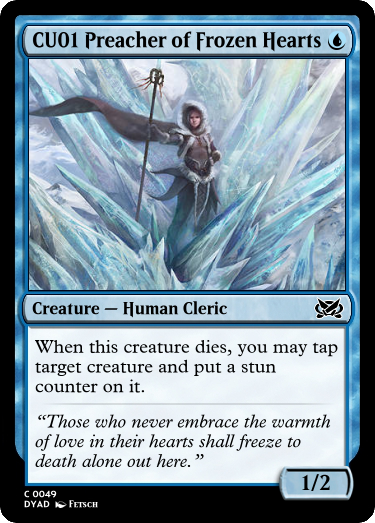 CU01 Preacher of Frozen Hearts
Creature — Human Cleric
When this creature dies, you may tap
target creature and put a stun
counter on it.
“Those who never embrace the warmth
of love in their hearts shall freeze to
death alone out here.”
1/2
C 0049
DYAD Fetsch